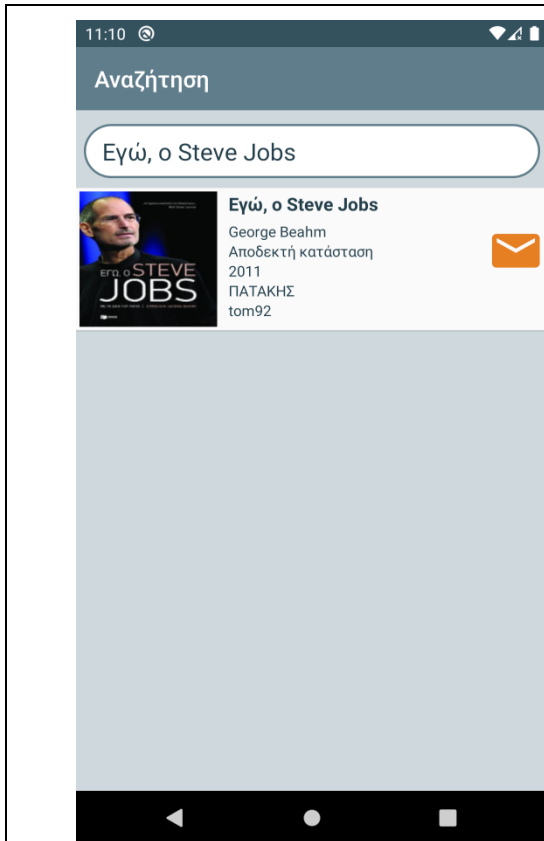 11:10
Αναζήτηση
Εγώ, ο Steve Jobs
ΕΓΩ, Ο STEVE
JOBS
Εγώ, ο Steve Jobs
George Beahm
Αποδεκτή κατάσταση
2011
ΠΑΤΑΚΗΣ
tom92